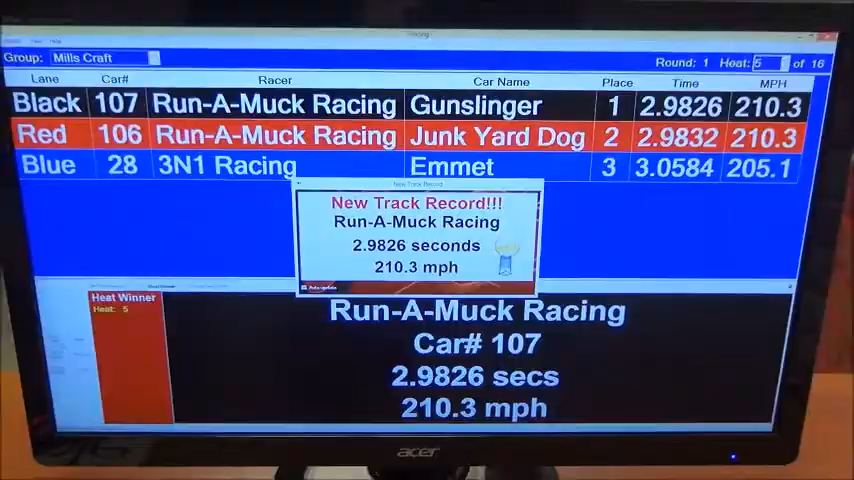 Group: Mills Craft
Round: 1 Heat: 5 of 16
Lane Car# Racer Car Name Place Time MPH
Black 107 Run-A-Muck Racing Gunslinger 1 2.9826 210.3
Red 106 Run-A-Muck Racing Junk Yard Dog 2 2.9832 210.3
Blue 28 3N1 Racing Emmet 3 3.0584 205.1
New Track Record
New Track Record!!!
Run-A-Muck Racing
2.9826 seconds
210.3 mph
Heat Winner
Heat: 5
Run-A-Muck Racing
Car# 107
2.9826 secs
210.3 mph
acer